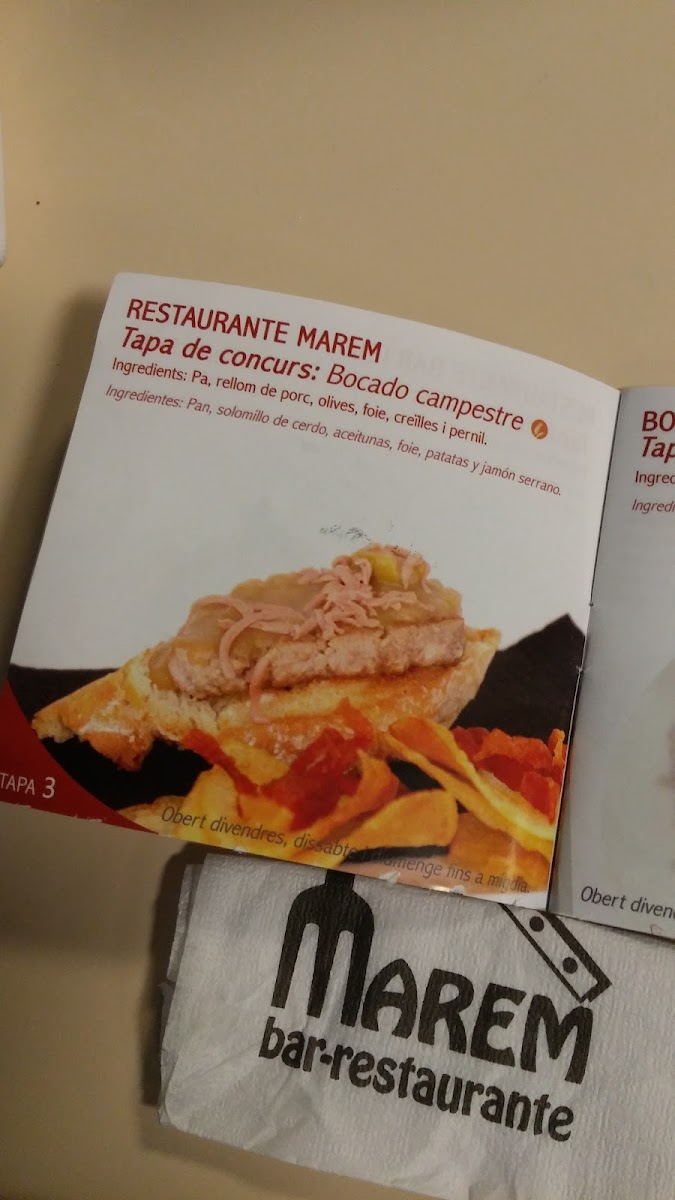 RESTAURANTE MAREM
Tapa de concurs: Bocado campestre
Ingredients: Pa, rellom de porc, olives, foie, creïlles i pernil.
Ingredientes: Pan, solomillo de cerdo, aceitunas, foie, patatas y jamón serrano.
TAPA 3
Obert divendres, dissabte i diumenge fins a migdia.
BO
Tap
Ingred
Ingredi
Obert diven
MAREM
bar-restaurante